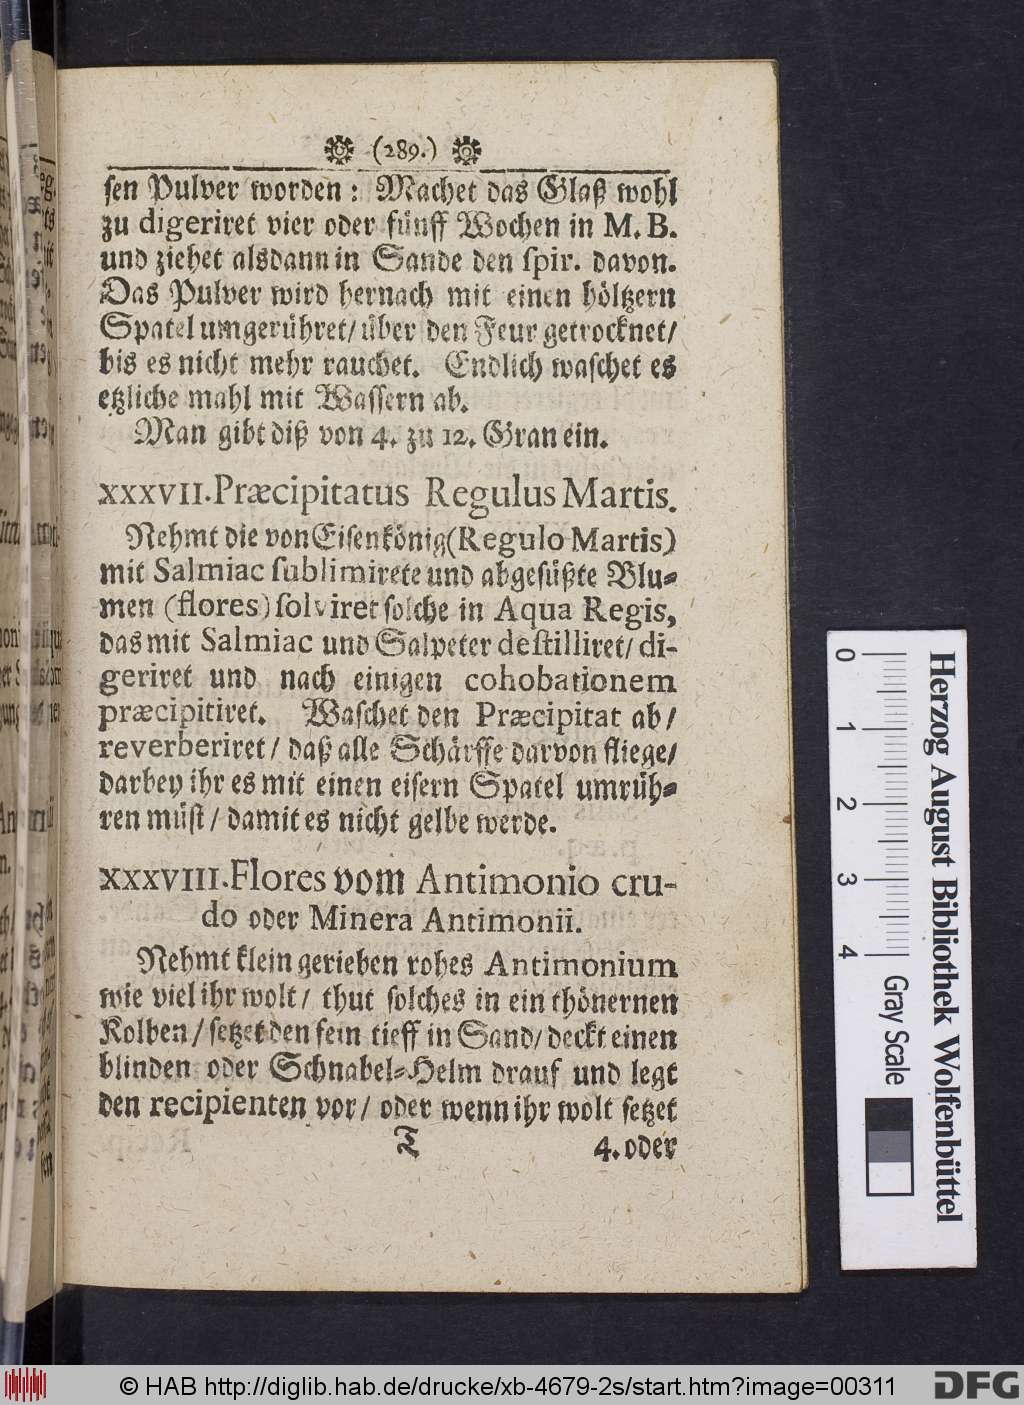 (289.)
sen Pulver worden: Machet das Glaß wohl
zu digeriret vier oder fünff Wochen in M. B.
und ziehet alsdann in Sande den spir. davon.
Das Pulver wird hernach mit einen höltzern
Spatel umgerühret/ über den Feur getrocknet/
bis es nicht mehr rauchet. Endlich waschet es
etzliche mahl mit Wassern ab.
Man gibt diß von 4. zu 12. Gran ein.
XXXVII. Præcipitatus Regulus Martis.
Nehmt die von Eisenkönig (Regulo Martis)
mit Salmiac sublimirete und abgesüßte Blu-
men (flores) solviret solche in Aqua Regis,
das mit Salmiac und Salpeter destilliret/ di-
geriret und nach einigen cohobationem
præcipitiret. Waschet den Præcipitat ab/
reverberiret/ daß alle Schärffe darvon fliege/
darbey ihr es mit einen eisern Spatel umrüh-
ren müst/ damit es nicht gelbe werde.
XXXVIII. Flores vom Antimonio cru-
do oder Minera Antimonii.
Nehmt klein gerieben rohes Antimonium
wie viel ihr wolt/ thut solches in ein thönernen
Kolben/ setzet den fein tieff in Sand/ deckt einen
blinden oder Schnabel-Helm drauf und legt
den recipienten vor/ oder wenn ihr wolt setzet
T
4. oder
0 1 2 3 4
Herzog August Bibliothek Wolfenbüttel
Gray Scale
© HAB http://diglib.hab.de/drucke/xb-4679-2s/start.htm?image=00311
DFG